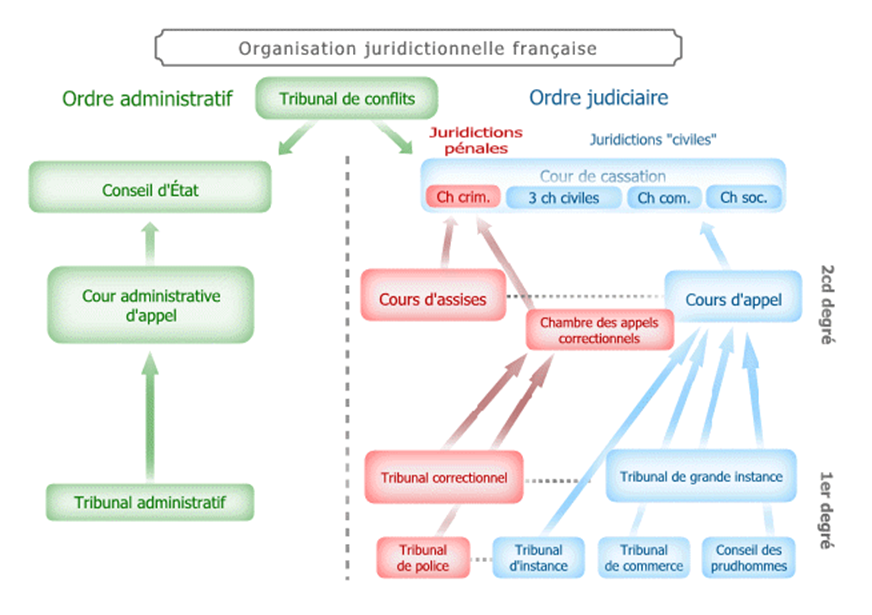 Organisation juridictionnelle française
Ordre administratif
Tribunal de conflits
Ordre judiciaire
Juridictions
pénales
Juridictions "civiles"
Conseil d'État
Cour de cassation
Ch crim.
3 ch civiles
Ch com.
Ch soc.
Cour administrative
d'appel
Cours d'assises
Cours d'appel
Chambre des appels
correctionnels
2cd degré
Tribunal correctionnel
Tribunal de grande instance
Tribunal administratif
1er degré
Tribunal
de police
Tribunal
d'instance
Tribunal
de commerce
Conseil des
prudhommes